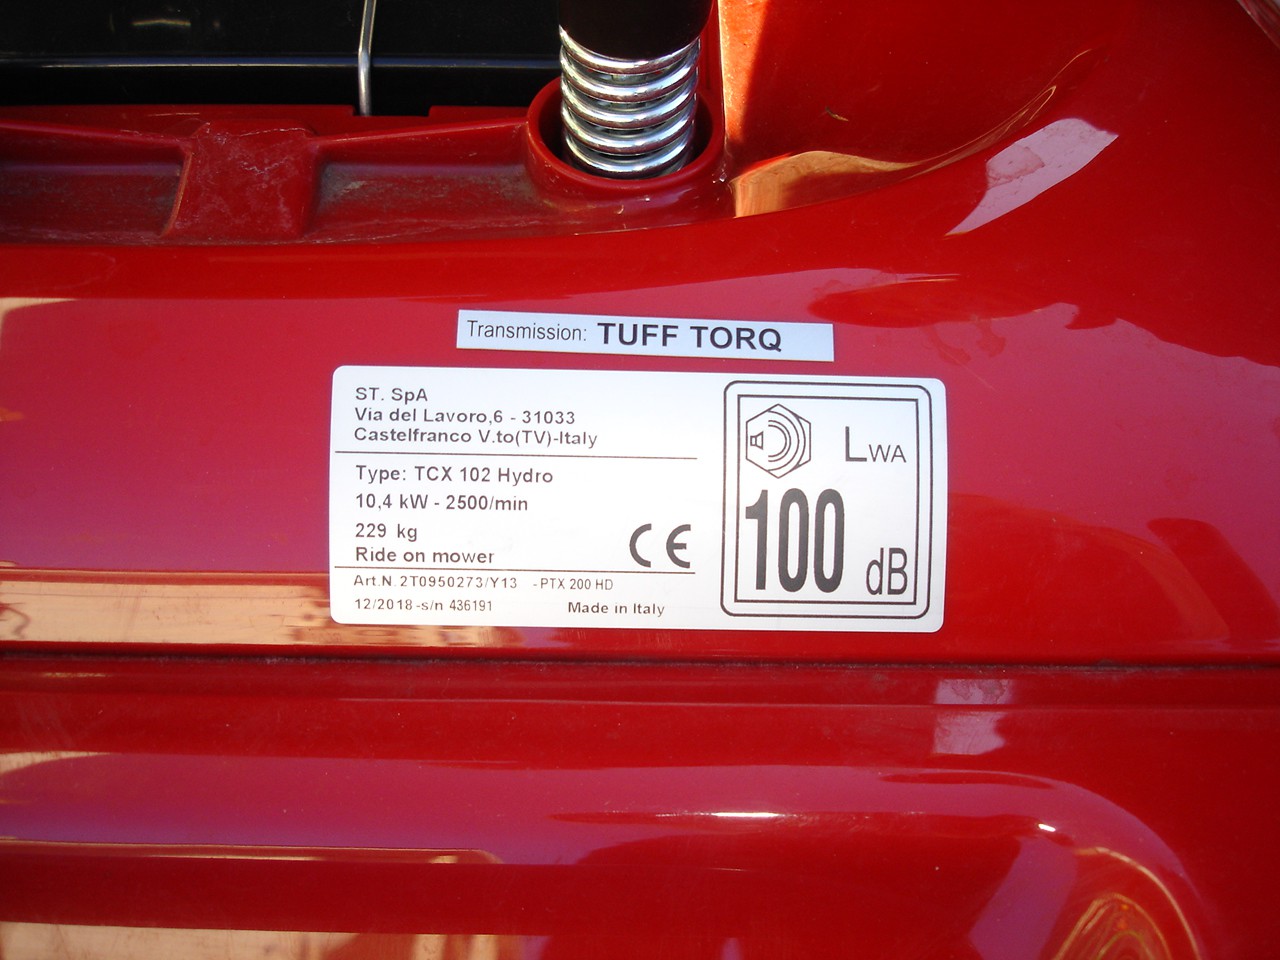 Transmission: TUFF TORQ
ST. SpA
Via del Lavoro,6 - 31033
Castelfranco V.to(TV)-Italy
Type: TCX 102 Hydro
10,4 kW - 2500/min
229 kg
Ride on mower
CE
Art.N.2T0950273/Y13 -PTX 200 HD
12/2018-s/n 436191 Made in Italy
LWA
100
dB